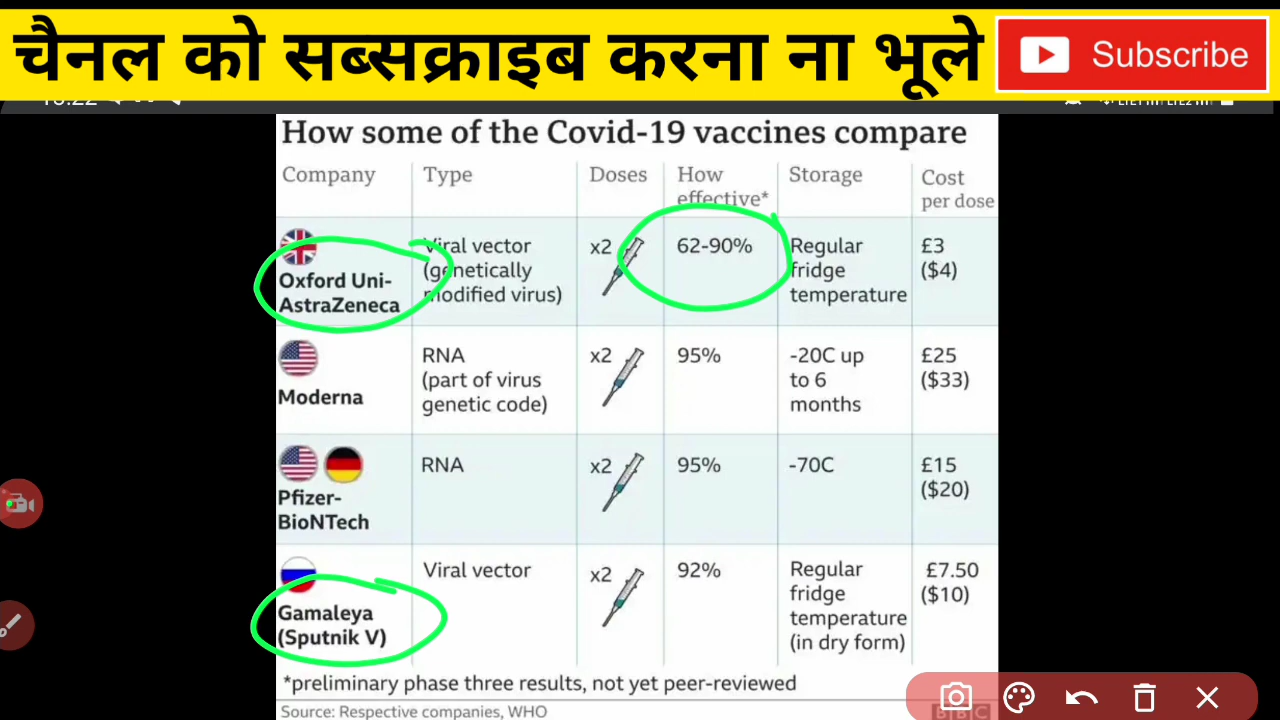 चैनल को सब्सक्राइब करना ना भूले
Subscribe
How some of the Covid-19 vaccines compare
Company Type Doses How effective* Storage Cost per dose
Oxford Uni-AstraZeneca
Viral vector (genetically modified virus)
x2
62-90%
Regular fridge temperature
£3 ($4)
Moderna
RNA (part of virus genetic code)
x2
95%
-20C up to 6 months
£25 ($33)
Pfizer-BioNTech
RNA
x2
95%
-70C
£15 ($20)
Gamaleya (Sputnik V)
Viral vector
x2
92%
Regular fridge temperature (in dry form)
£7.50 ($10)
*preliminary phase three results, not yet peer-reviewed
Source: Respective companies, WHO
BBC